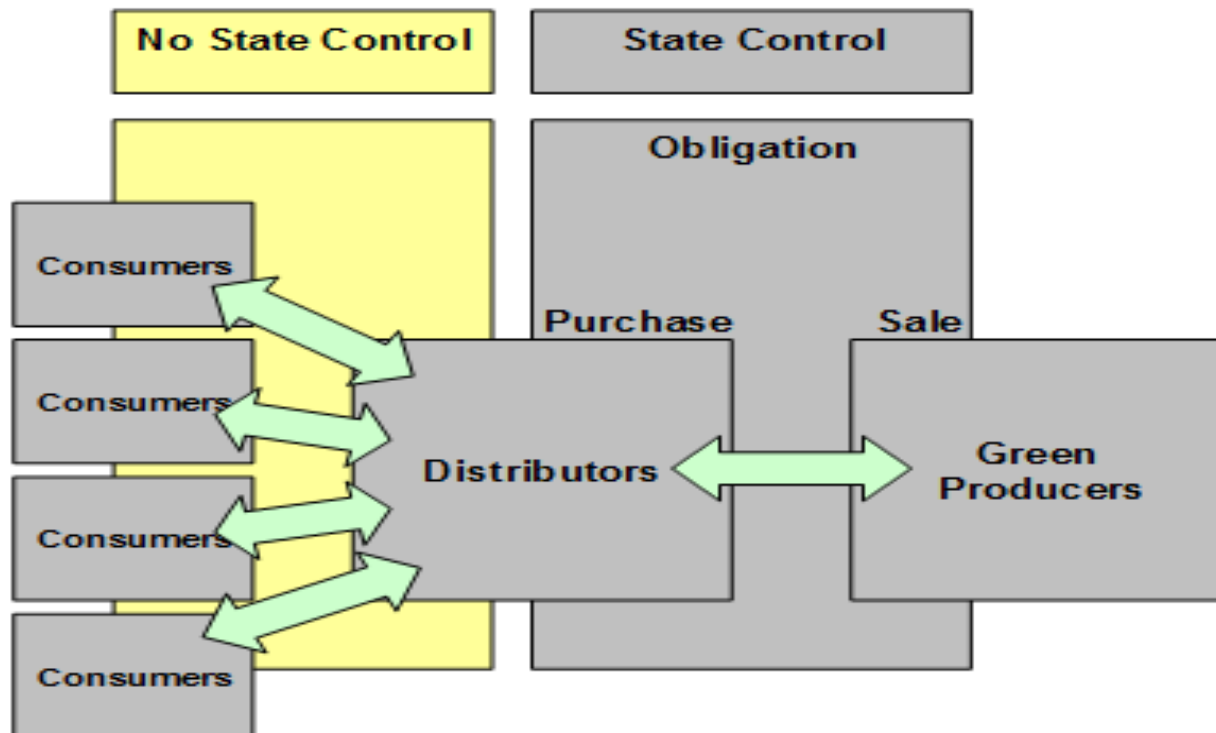 No State Control
State Control
Obligation
Purchase
Sale
Consumers
Consumers
Consumers
Consumers
Distributors
Green
Producers